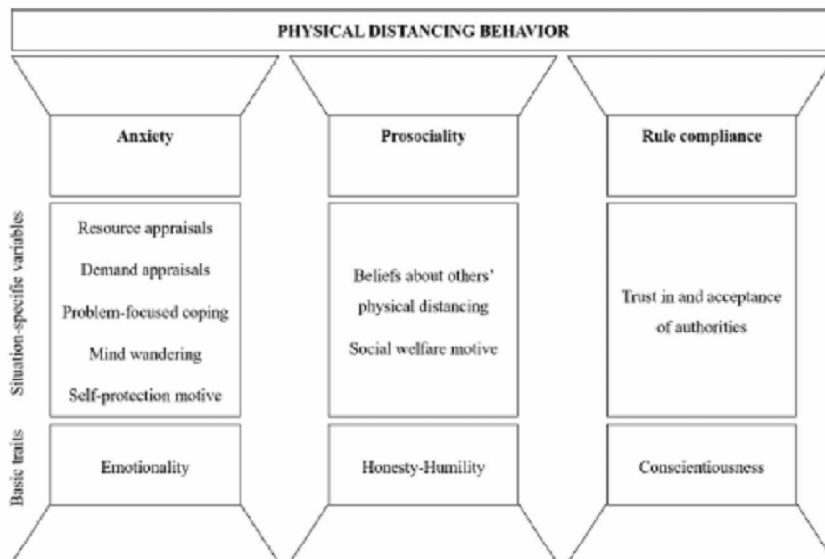 PHYSICAL DISTANCING BEHAVIOR
Anxiety
Prosociality
Rule compliance
Situation-specific variables
Resource appraisals
Demand appraisals
Problem-focused coping
Mind wandering
Self-protection motive
Beliefs about others’
physical distancing
Social welfare motive
Trust in and acceptance
of authorities
Basic traits
Emotionality
Honesty-Humility
Conscientiousness